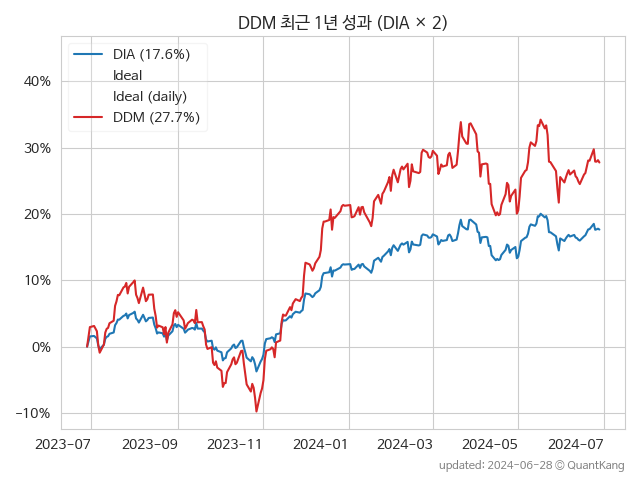 DDM 최근 1년 성과 (DIA × 2)
DIA (17.6%)
Ideal
Ideal (daily)
DDM (27.7%)
40%
30%
20%
10%
0%
−10%
2023-07
2023-09
2023-11
2024-01
2024-03
2024-05
2024-07
updated: 2024-06-28 © QuantKang